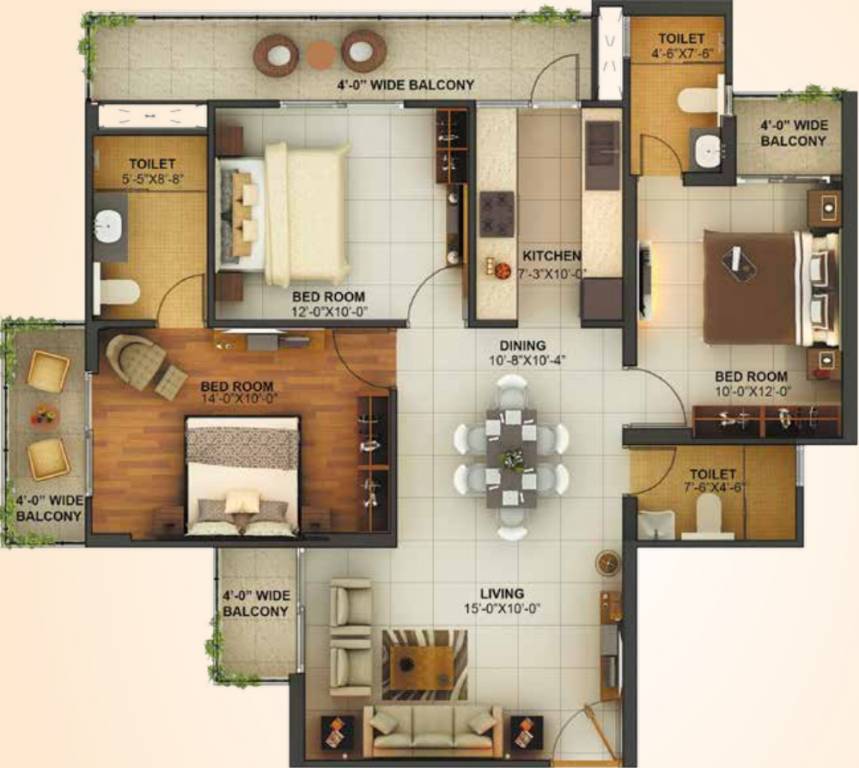 TOILET
4'-6"X7'-6"
4'-0" WIDE BALCONY
4'-0" WIDE
BALCONY
TOILET
5'-5"X8'-8"
KITCHEN
7'-3"X10'-0"
BED ROOM
12'-0"X10'-0"
DINING
10'-8"X10'-4"
BED ROOM
14'-0"X10'-0"
BED ROOM
10'-0"X12'-0"
TOILET
7'-6"X4'-6"
4'-0" WIDE
BALCONY
4'-0" WIDE
BALCONY
LIVING
15'-0"X10'-0"